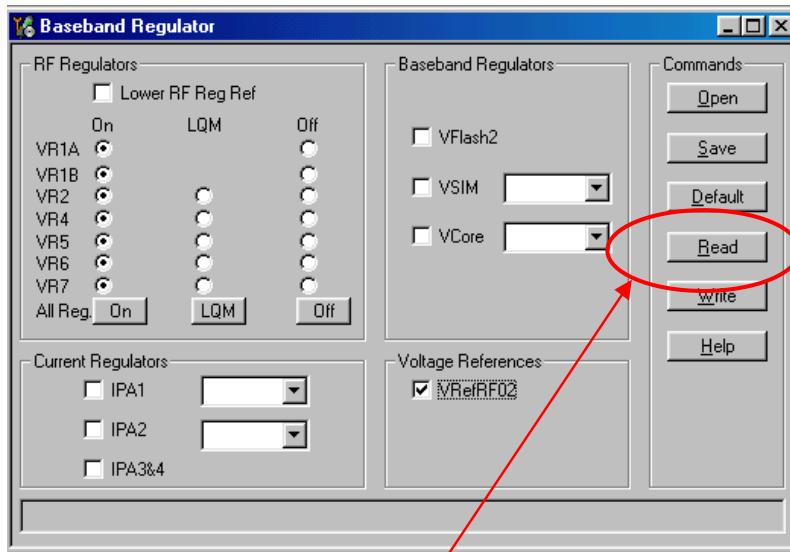 Baseband Regulator
RF Regulators
Lower RF Reg Ref
On LQM Off
VR1A
VR1B
VR2
VR4
VR5
VR6
VR7
All Reg. On LQM Off
Current Regulators
IPA1
IPA2
IPA3&4
Baseband Regulators
VFlash2
VSIM
VCore
Voltage References
VRefRF02
Commands
Open
Save
Default
Read
Write
Help